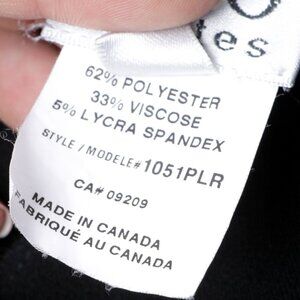 es
62% POLYESTER
33% VISCOSE
5% LYCRA SPANDEX
STYLE / MODELE# 1051PLR
CA# 09209
MADE IN CANADA
FABRIQUÉ AU CANADA